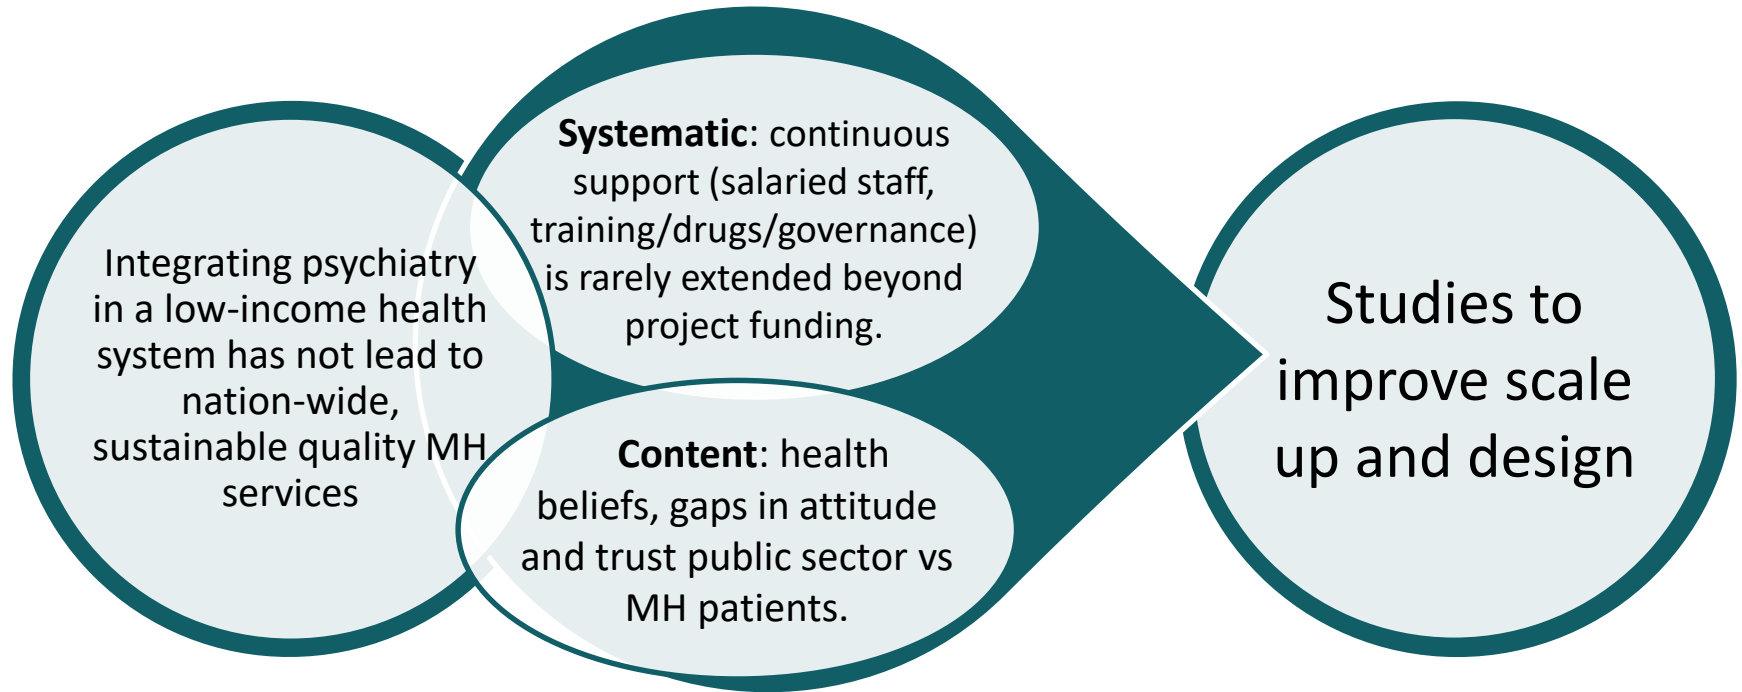 Integrating psychiatry
in a low-income health
system has not lead to
nation-wide,
sustainable quality MH
services
Systematic: continuous
support (salaried staff,
training/drugs/governance)
is rarely extended beyond
project funding.
Content: health
beliefs, gaps in attitude
and trust public sector vs
MH patients.
Studies to
improve scale
up and design